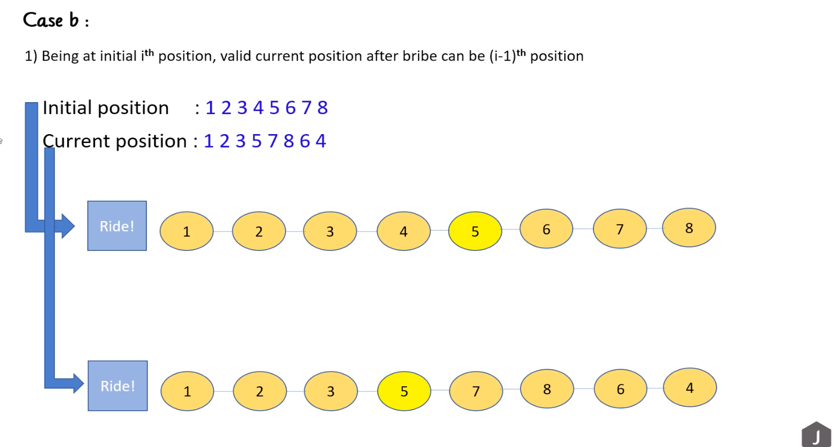 Case b :
1) Being at initial ith position, valid current position after bribe can be (i-1)th position
Initial position : 1 2 3 4 5 6 7 8
Current position : 1 2 3 5 7 8 6 4
Ride! 1 2 3 4 5 6 7 8
Ride! 1 2 3 5 7 8 6 4
J